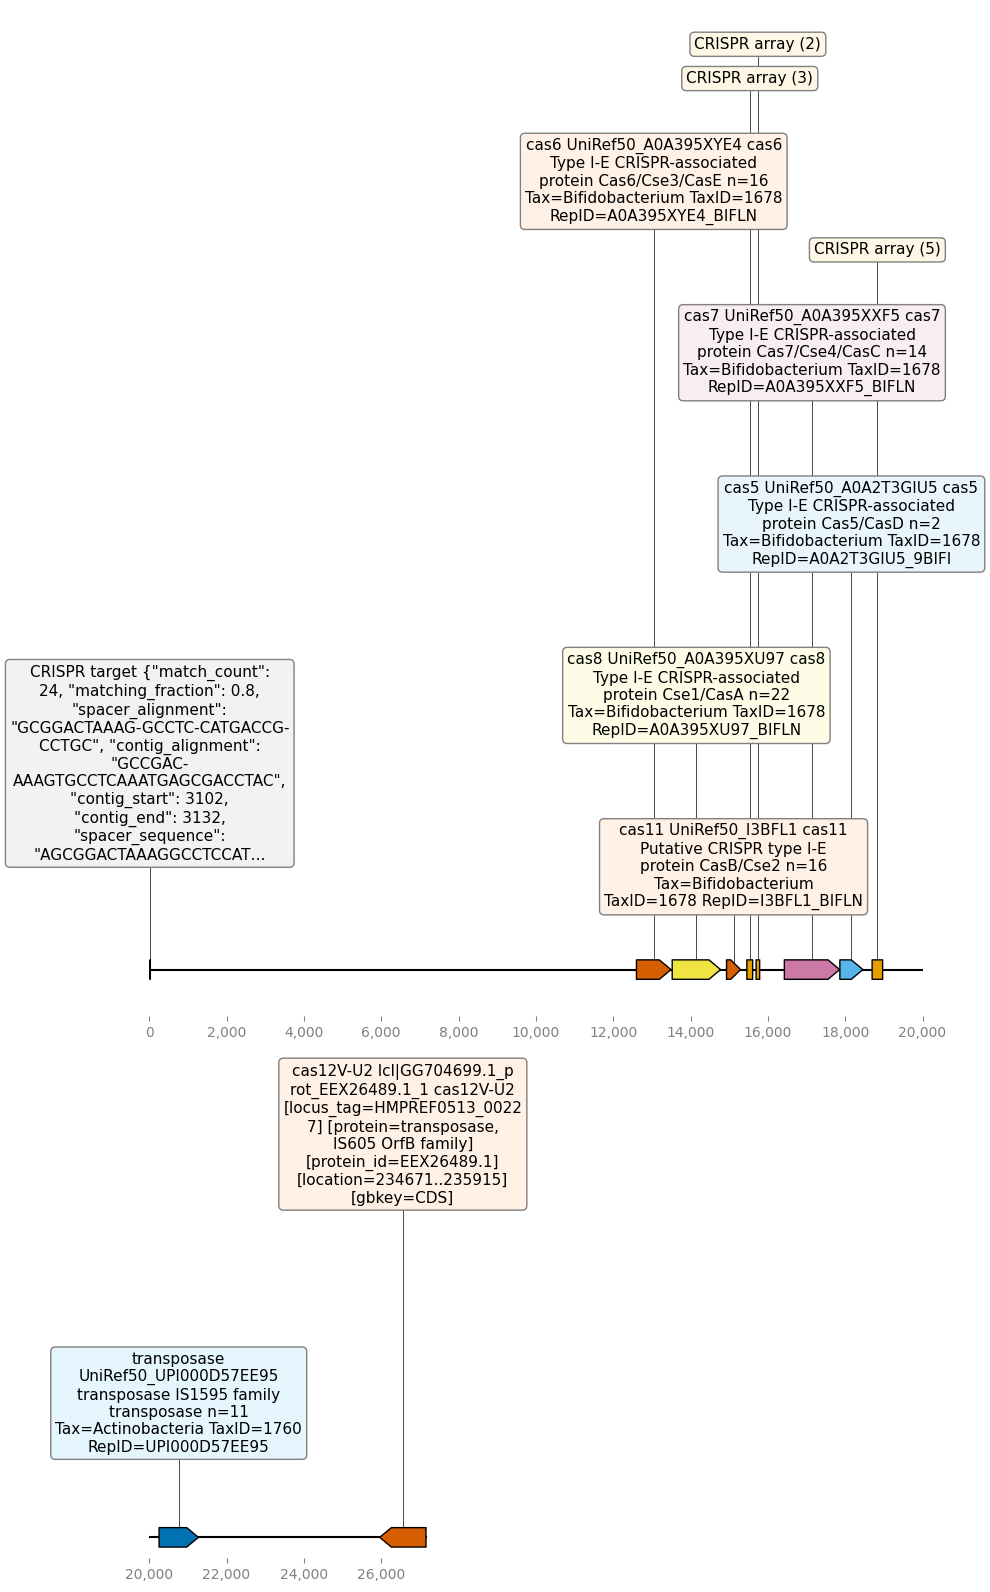 CRISPR array (2)
CRISPR array (3)
cas6 UniRef50_A0A395XYE4 cas6
Type I-E CRISPR-associated
protein Cas6/Cse3/CasE n=16
Tax=Bifidobacterium TaxID=1678
RepID=A0A395XYE4_BIFLN
CRISPR array (5)
cas7 UniRef50_A0A395XXF5 cas7
Type I-E CRISPR-associated
protein Cas7/Cse4/CasC n=14
Tax=Bifidobacterium TaxID=1678
RepID=A0A395XXF5_BIFLN
cas5 UniRef50_A0A2T3GIU5 cas5
Type I-E CRISPR-associated
protein Cas5/CasD n=2
Tax=Bifidobacterium TaxID=1678
RepID=A0A2T3GIU5_9BIFI
cas8 UniRef50_A0A395XU97 cas8
Type I-E CRISPR-associated
protein Cse1/CasA n=22
Tax=Bifidobacterium TaxID=1678
RepID=A0A395XU97_BIFLN
CRISPR target {"match_count":
24, "matching_fraction": 0.8,
"spacer_alignment":
"GCGGACTAAAG-GCCTC-CATGACCG-
CCTGC", "contig_alignment":
"GCCGAC-
AAAGTGCCTCAAATGAGCGACCTAC",
"contig_start": 3102,
"contig_end": 3132,
"spacer_sequence":
"AGCGGACTAAAGGCCTCCAT...
cas11 UniRef50_I3BFL1 cas11
Putative CRISPR type I-E
protein CasB/Cse2 n=16
Tax=Bifidobacterium
TaxID=1678 RepID=I3BFL1_BIFLN
0 2,000 4,000 6,000 8,000 10,000 12,000 14,000 16,000 18,000 20,000
cas12V-U2 lcl|GG704699.1_p
rot_EEX26489.1_1 cas12V-U2
[locus_tag=HMPREF0513_0022
7] [protein=transposase,
IS605 OrfB family]
[protein_id=EEX26489.1]
[location=234671..235915]
[gbkey=CDS]
transposase
UniRef50_UPI000D57EE95
transposase IS1595 family
transposase n=11
Tax=Actinobacteria TaxID=1760
RepID=UPI000D57EE95
20,000 22,000 24,000 26,000